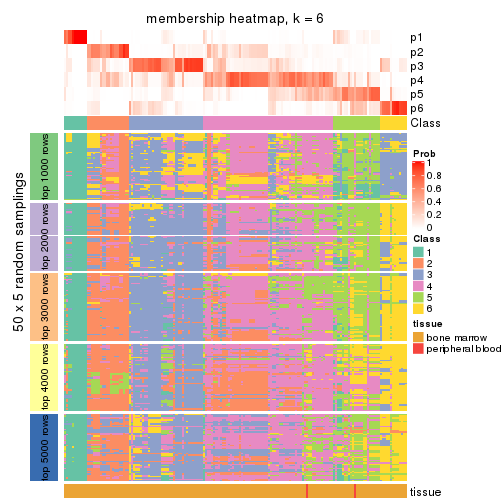 membership heatmap, k = 6
p1
p2
p3
p4
p5
p6
Class
50 x 5 random samplings
top 1000 rows
top 2000 rows
top 3000 rows
top 4000 rows
top 5000 rows
Prob
1
0.8
0.6
0.4
0.2
0
Class
1
2
3
4
5
6
tissue
bone marrow
peripheral blood
tissue